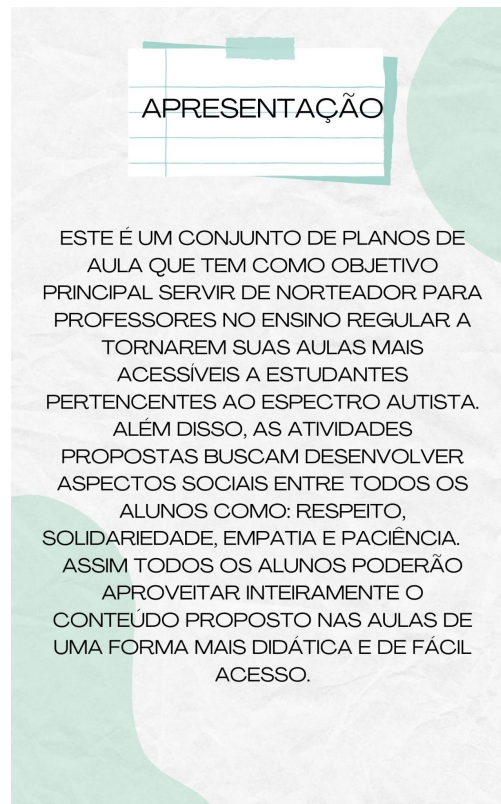 APRESENTAÇÃO
ESTE É UM CONJUNTO DE PLANOS DE
AULA QUE TEM COMO OBJETIVO
PRINCIPAL SERVIR DE NORTEADOR PARA
PROFESSORES NO ENSINO REGULAR A
TORNAREM SUAS AULAS MAIS
ACESSÍVEIS A ESTUDANTES
PERTENCENTES AO ESPECTRO AUTISTA.
ALÉM DISSO, AS ATIVIDADES
PROPOSTAS BUSCAM DESENVOLVER
ASPECTOS SOCIAIS ENTRE TODOS OS
ALUNOS COMO: RESPEITO,
SOLIDARIEDADE, EMPATIA E PACIÊNCIA.
ASSIM TODOS OS ALUNOS PODERÃO
APROVEITAR INTEIRAMENTE O
CONTEÚDO PROPOSTO NAS AULAS DE
UMA FORMA MAIS DIDÁTICA E DE FÁCIL
ACESSO.